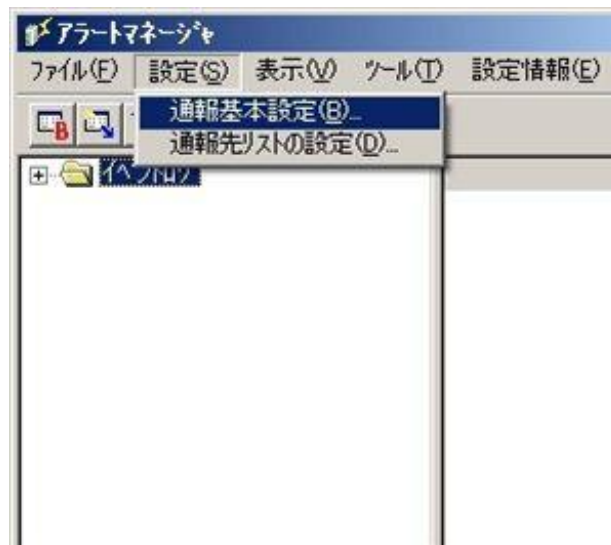 アラートマネージャ
ファイル(F) 設定(S) 表示(V) ツール(T) 設定情報(E)
通報基本設定(B)...
通報先リストの設定(D)...
イベントログ